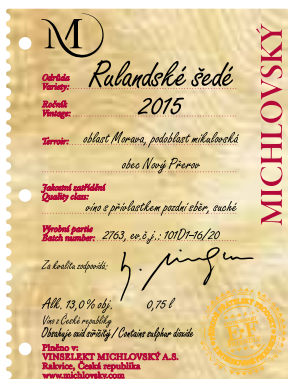 M
Odrůda
Variety:
Rulandské šedé
Ročník
Vintage:
2015
Terroir:
oblast Morava, podoblast mikulovská
obec Nový Přerov
Jakostní zatřídění
Quality class:
víno s přívlastkem pozdní sběr, suché
Výrobní partie
Batch number:
2763, ev.č.j.: 101D1-16/20
Za kvalitu zodpovídá:
Alk. 13,0% obj.
0,75 l
Víno z České republiky
Obsahuje oxid siřičitý / Contains sulphur dioxide
Plněno v:
VINSELEKT MICHLOVSKÝ A.S.
Rakvice, Česká republika
www.michlovsky.com
MICHLOVSKÝ